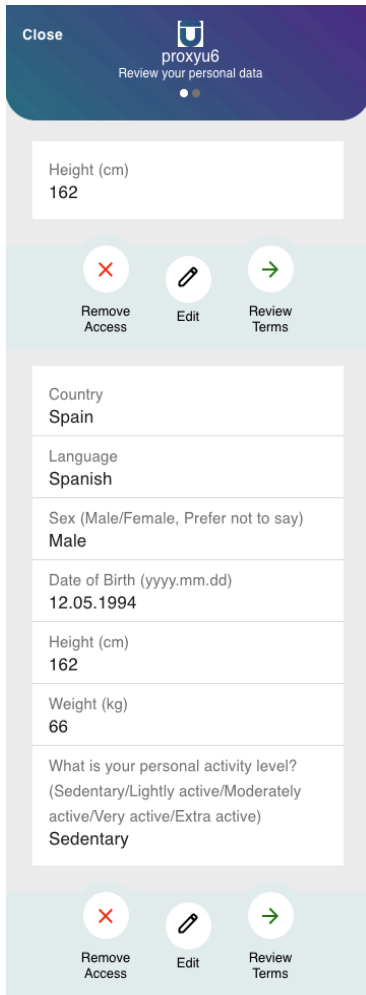 Close
proxyu6
Review your personal data
Height (cm)
162
Remove Access
Edit
Review Terms
Country
Spain
Language
Spanish
Sex (Male/Female, Prefer not to say)
Male
Date of Birth (yyyy.mm.dd)
12.05.1994
Height (cm)
162
Weight (kg)
66
What is your personal activity level?
(Sedentary/Lightly active/Moderately
active/Very active/Extra active)
Sedentary
Remove Access
Edit
Review Terms